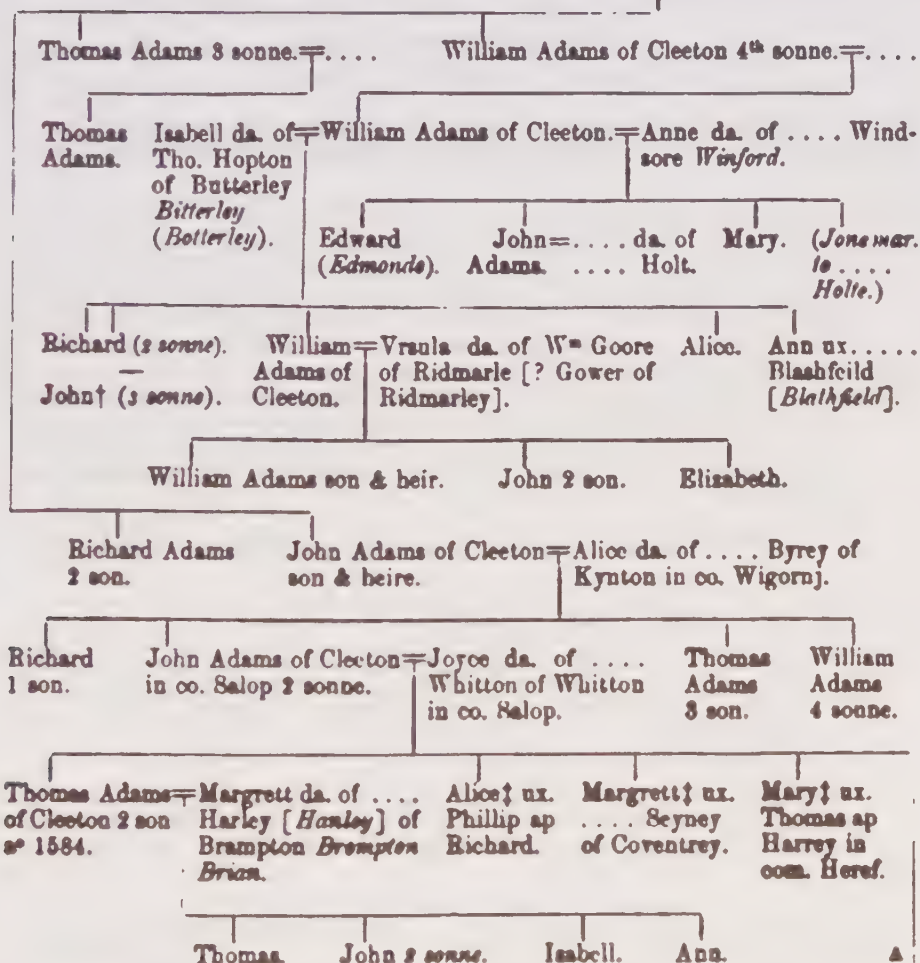 Thomas Adams 3 sonne.=.... William Adams of Cleeton 4th sonne.=....
Thomas Adams.
Isabell da. of=William Adams of Cleeton.=Anne da. of .... Wind-
Tho. Hopton
of Butterley
Bitterley
(Botterley).
sore Winford.
Edward
(Edmonde).
John=.... da. of
Adams. .... Holt.
Mary.
(Jone mar.
to ....
Holte.)
Richard (2 sonne).
—
John† (3 sonne).
William=Vrsula da. of Wm Goore
Adams of
Cleeton.
of Ridmarle [? Gower of
Ridmarley].
Alice.
Ann ux.....
Blashfeild
[Blathfield].
William Adams son & heir. John 2 son. Elizabeth.
Richard Adams
2 son.
John Adams of Cleeton=Alice da. of .... Byrey of
son & heire.
Kynton in co. Wigornj.
Richard
1 son.
John Adams of Cleeton=Joyce da. of ....
in co. Salop 2 sonne.
Whitton of Whitton
in co. Salop.
Thomas
Adams
3 son.
William
Adams
4 sonne.
Thomas Adams=Margrett da. of ....
of Cleeton 2 son
ao 1584.
Harley [Hanley] of
Brampton Brompton
Brian.
Alice‡ ux.
Phillip ap
Richard.
Margrett‡ ux.
.... Seyney
of Coventrey.
Mary‡ ux.
Thomas ap
Harrey in
com. Heref.
Thomas. John 2 sonne. Isabell. Ann. A